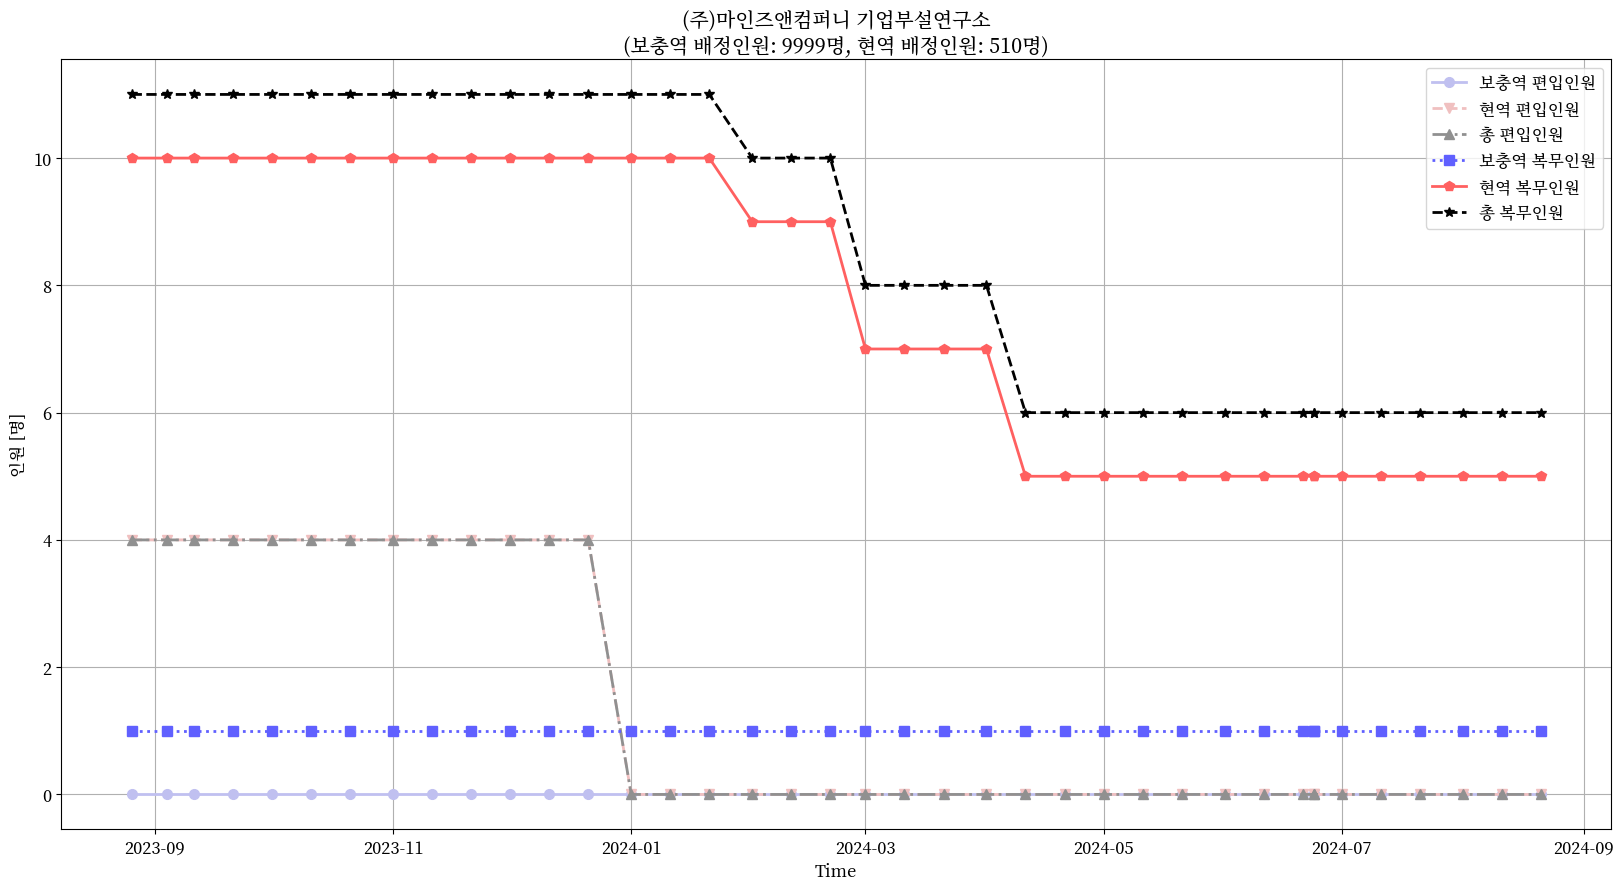 (주)마인즈앤컴퍼니 기업부설연구소
(보충역 배정인원: 9999명, 현역 배정인원: 510명)
보충역 편입인원
현역 편입인원
총 편입인원
보충역 복무인원
현역 복무인원
총 복무인원
인원 [명]
10
8
6
4
2
0
2023-09
2023-11
2024-01
2024-03
2024-05
2024-07
2024-09
Time